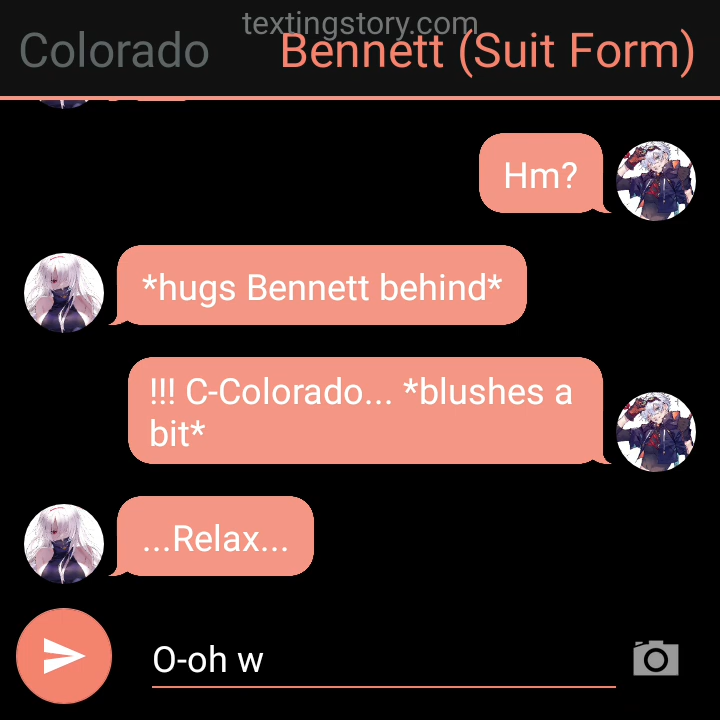 textingstory.com
Colorado
Bennett (Suit Form)
Hm?
*hugs Bennett behind*
!!! C-Colorado... *blushes a
bit*
...Relax...
O-oh w